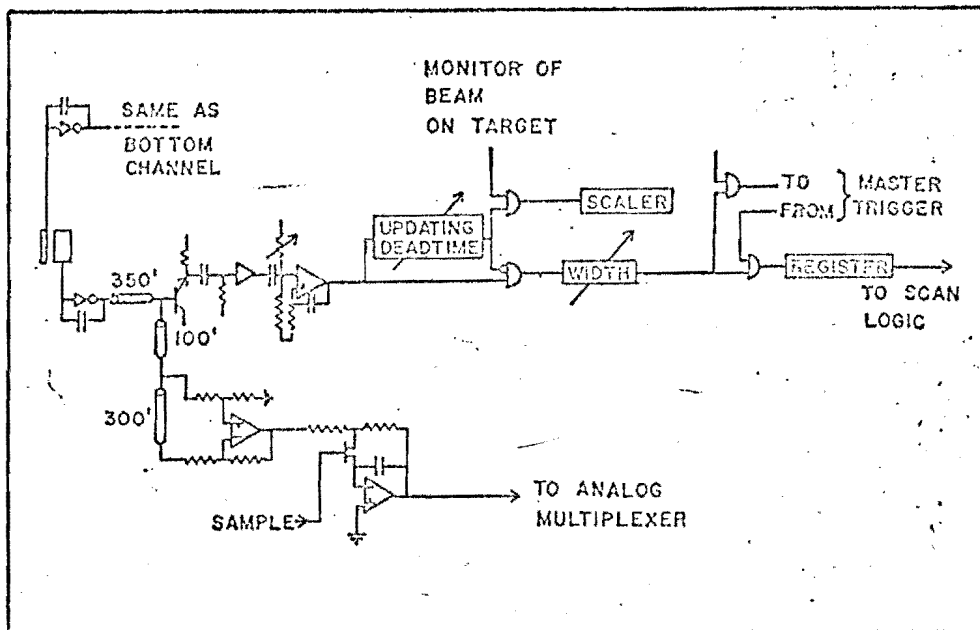 MONITOR OF
BEAM
ON TARGET
SAME AS
BOTTOM
CHANNEL
TO
FROM
MASTER
TRIGGER
SCALER
UPDATING
DEADTIME
WIDTH
REGISTER
TO SCAN
LOGIC
350'
100'
300'
SAMPLE
TO ANALOG
MULTIPLEXER